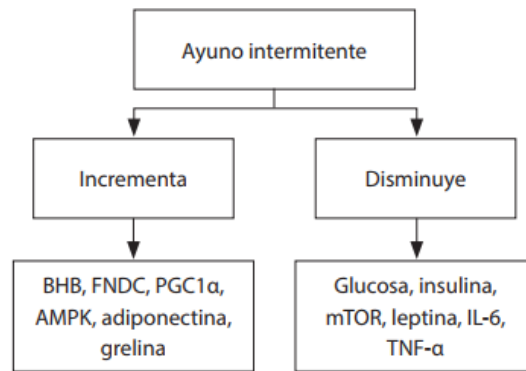 Ayuno intermitente
Incrementa
Disminuye
BHB, FNDC, PGC1α,
AMPK, adiponectina,
grelina
Glucosa, insulina,
mTOR, leptina, IL-6,
TNF-α